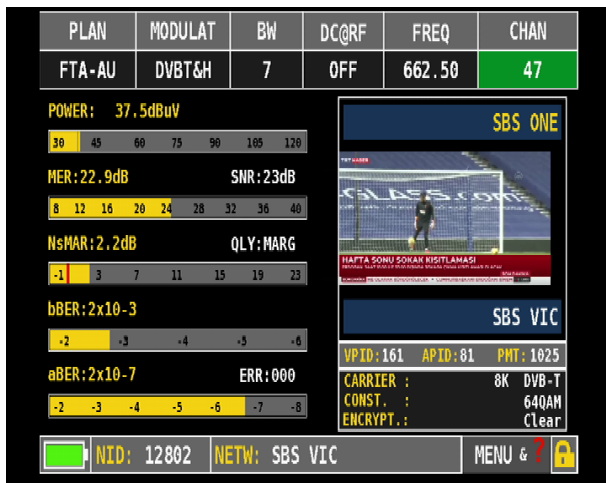 PLAN MODULAT BW DC@RF FREQ CHAN
FTA-AU DVBT&H 7 OFF 662.50 47
POWER: 37.5dBuV
30 45 60 75 90 105 120
MER:22.9dB SNR:23dB
8 12 16 20 24 28 32 36 40
NsMAR:2.2dB QLY:MARG
-1 3 7 11 15 19 23
bBER:2x10-3
-2 -3 -4 -5 -6
aBER:2x10-7 ERR:000
-2 -3 -4 -5 -6 -7 -8
SBS ONE
TRT HABER
HAFTA SONU SOKAK KISITLAMASI
SBS VIC
VPID:161 APID:81 PMT:1025
CARRIER : 8K DVB-T
CONST. : 64QAM
ENCRYPT.: Clear
NID: 12802 NETW: SBS VIC MENU & ?